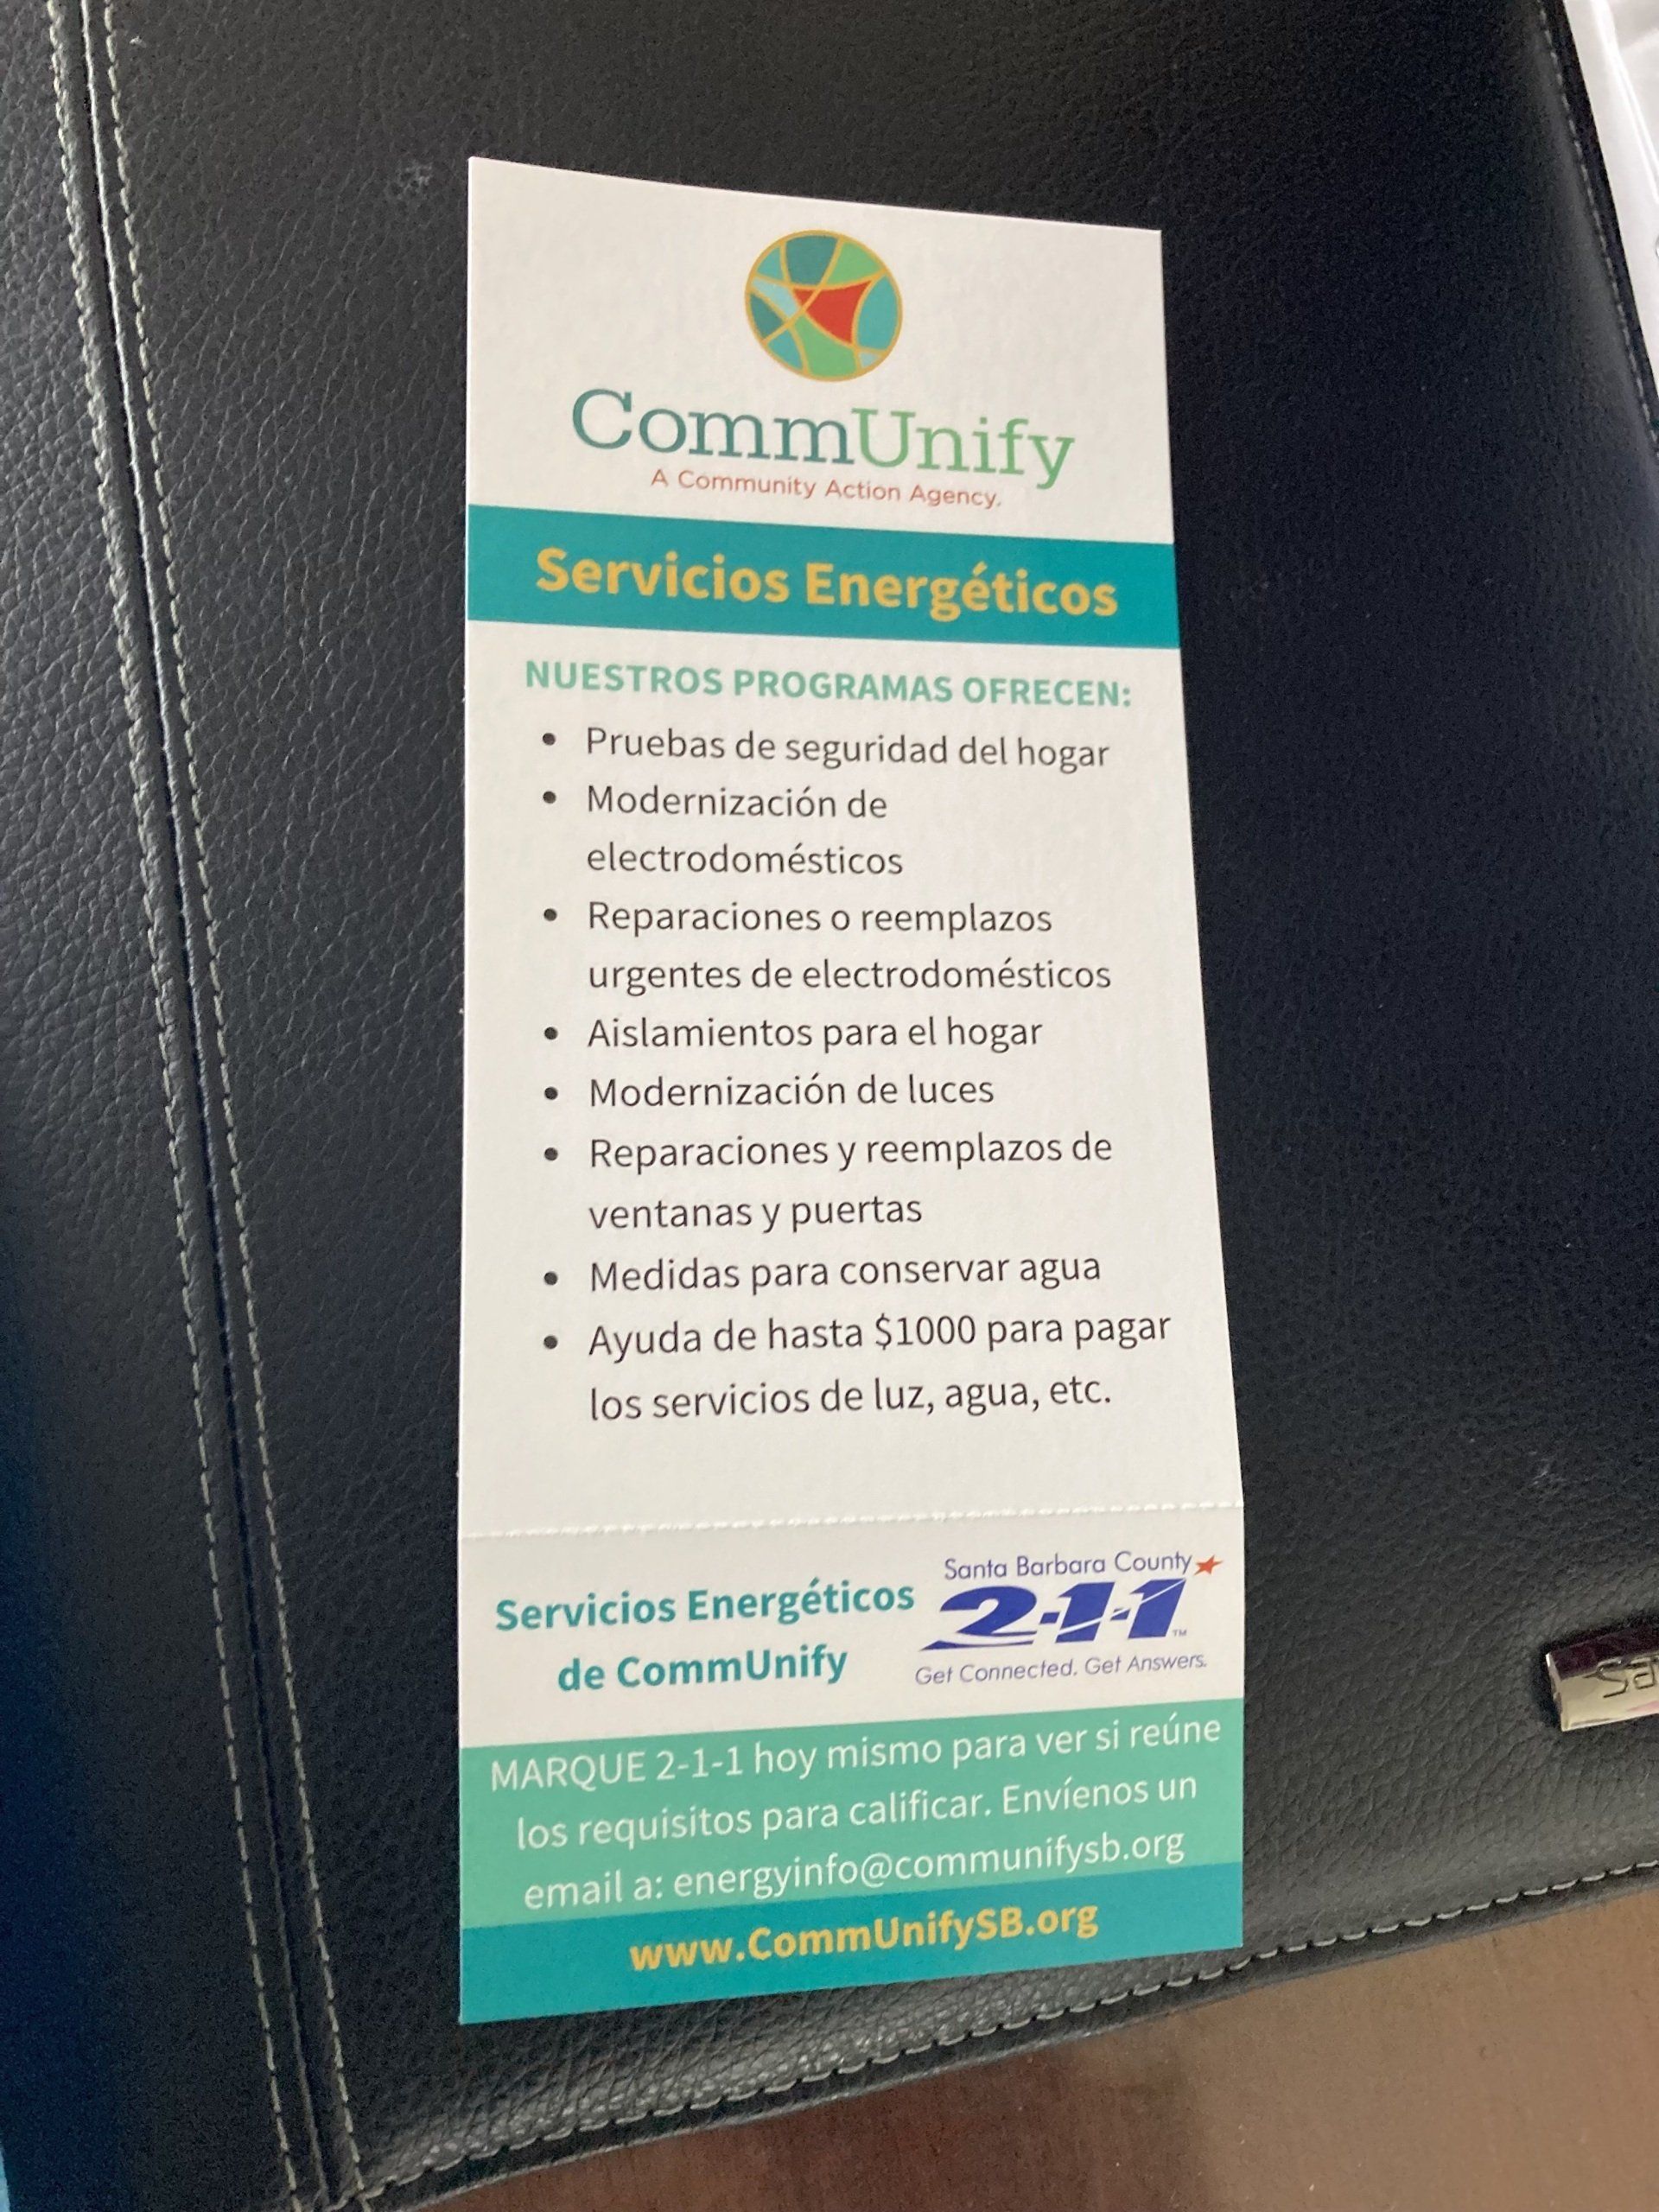 CommUnify
A Community Action Agency.
Servicios Energéticos
NUESTROS PROGRAMAS OFRECEN:
• Pruebas de seguridad del hogar
• Modernización de
electrodomésticos
• Reparaciones o reemplazos
urgentes de electrodomésticos
• Aislamientos para el hogar
• Modernización de luces
• Reparaciones y reemplazos de
ventanas y puertas
• Medidas para conservar agua
• Ayuda de hasta $1000 para pagar
los servicios de luz, agua, etc.
Servicios Energéticos
de CommUnify
Santa Barbara County
2-1-1 TM
Get Connected. Get Answers.
MARQUE 2-1-1 hoy mismo para ver si reúne
los requisitos para calificar. Envíenos un
email a: energyinfo@communifysb.org
www.CommUnifySB.org